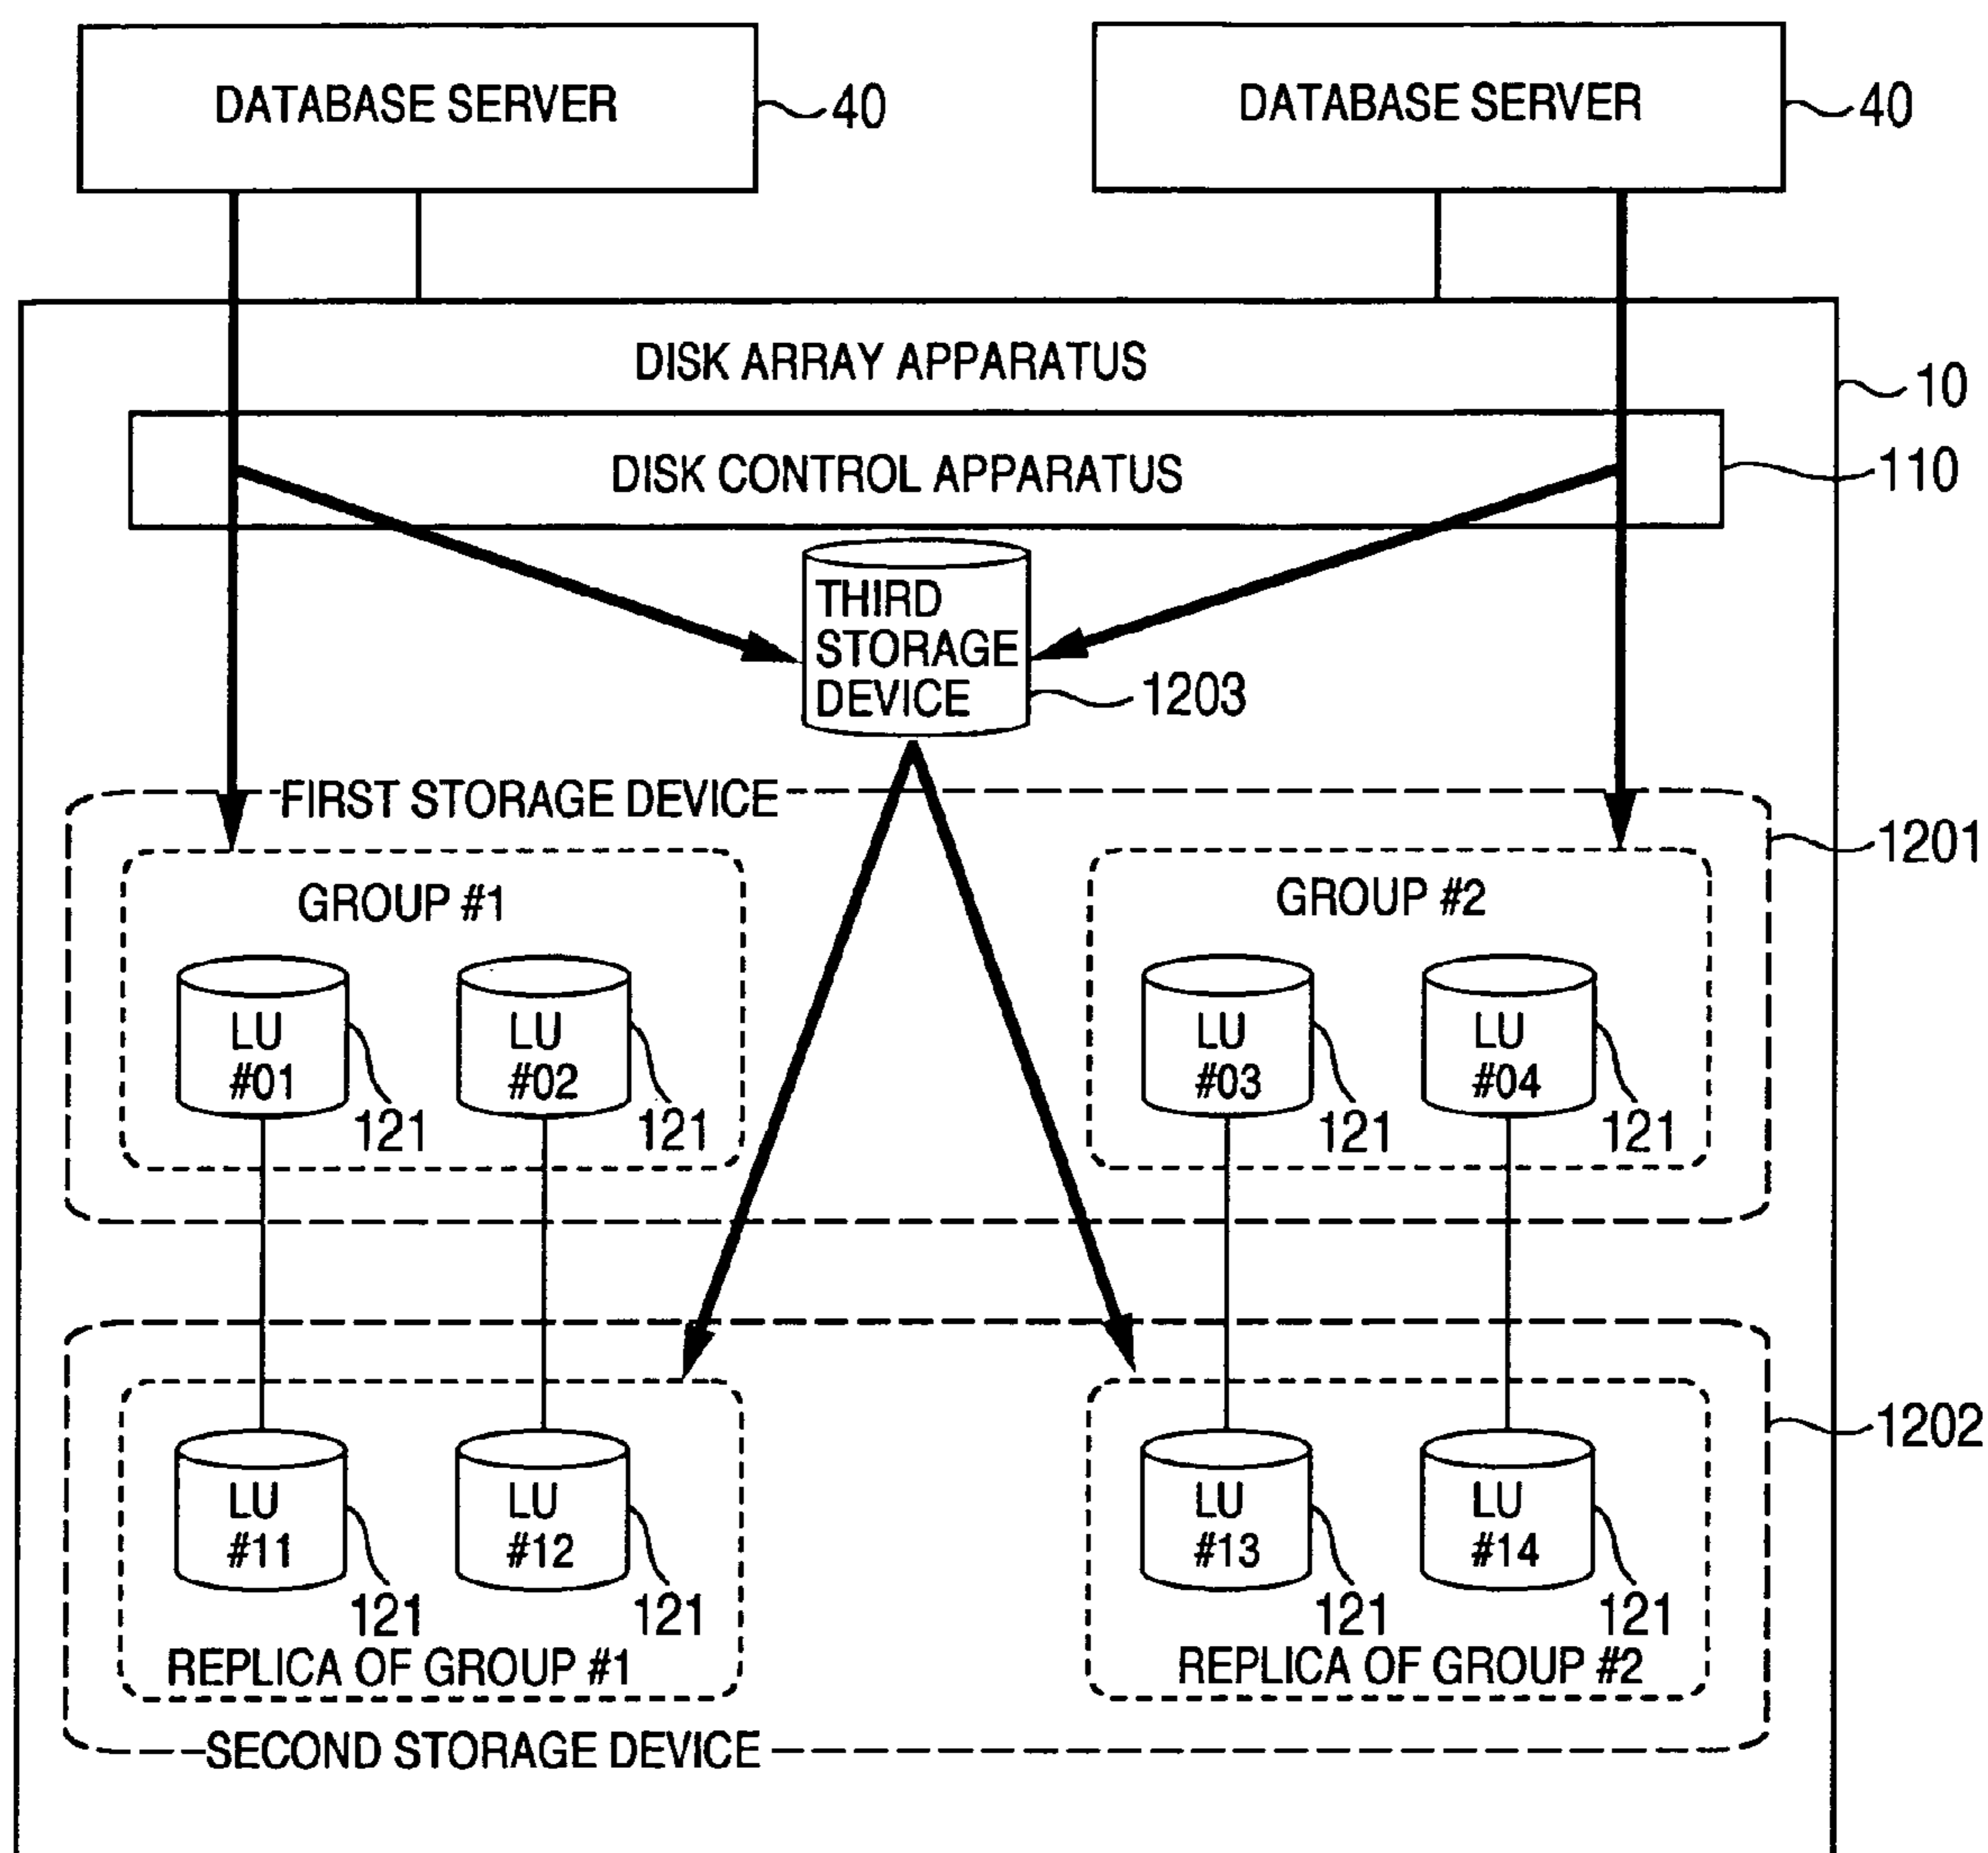 DATABASE SERVER
40
DATABASE SERVER
40
DISK ARRAY APPARATUS
10
DISK CONTROL APPARATUS
110
THIRD
STORAGE
DEVICE
1203
FIRST STORAGE DEVICE
1201
GROUP #1
GROUP #2
LU
#01
121
LU
#02
121
LU
#03
121
LU
#04
121
1202
LU
#11
121
LU
#12
121
LU
#13
121
LU
#14
121
REPLICA OF GROUP #1
REPLICA OF GROUP #2
SECOND STORAGE DEVICE